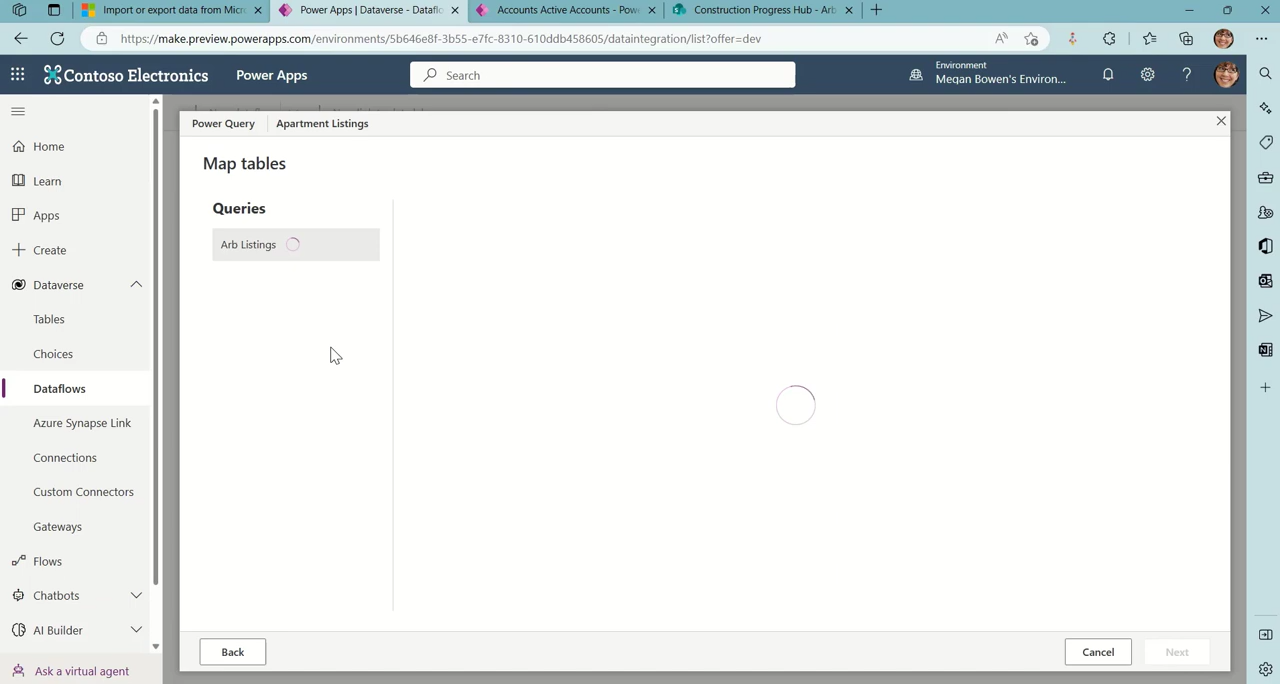 Import or export data from Micr
Power Apps | Dataverse - Dataflo
Accounts Active Accounts - Pow
Construction Progress Hub - Arb
https://make.preview.powerapps.com/environments/5b646e8f-3b55-e7fc-8310-610ddb458605/dataintegration/list?offer=dev
Contoso Electronics
Power Apps
Search
Environment
Megan Bowen's Environ...
Power Query
Apartment Listings
Home
Learn
Apps
Create
Dataverse
Tables
Choices
Dataflows
Azure Synapse Link
Connections
Custom Connectors
Gateways
Flows
Chatbots
AI Builder
Ask a virtual agent
Map tables
Queries
Arb Listings
Back
Cancel
Next